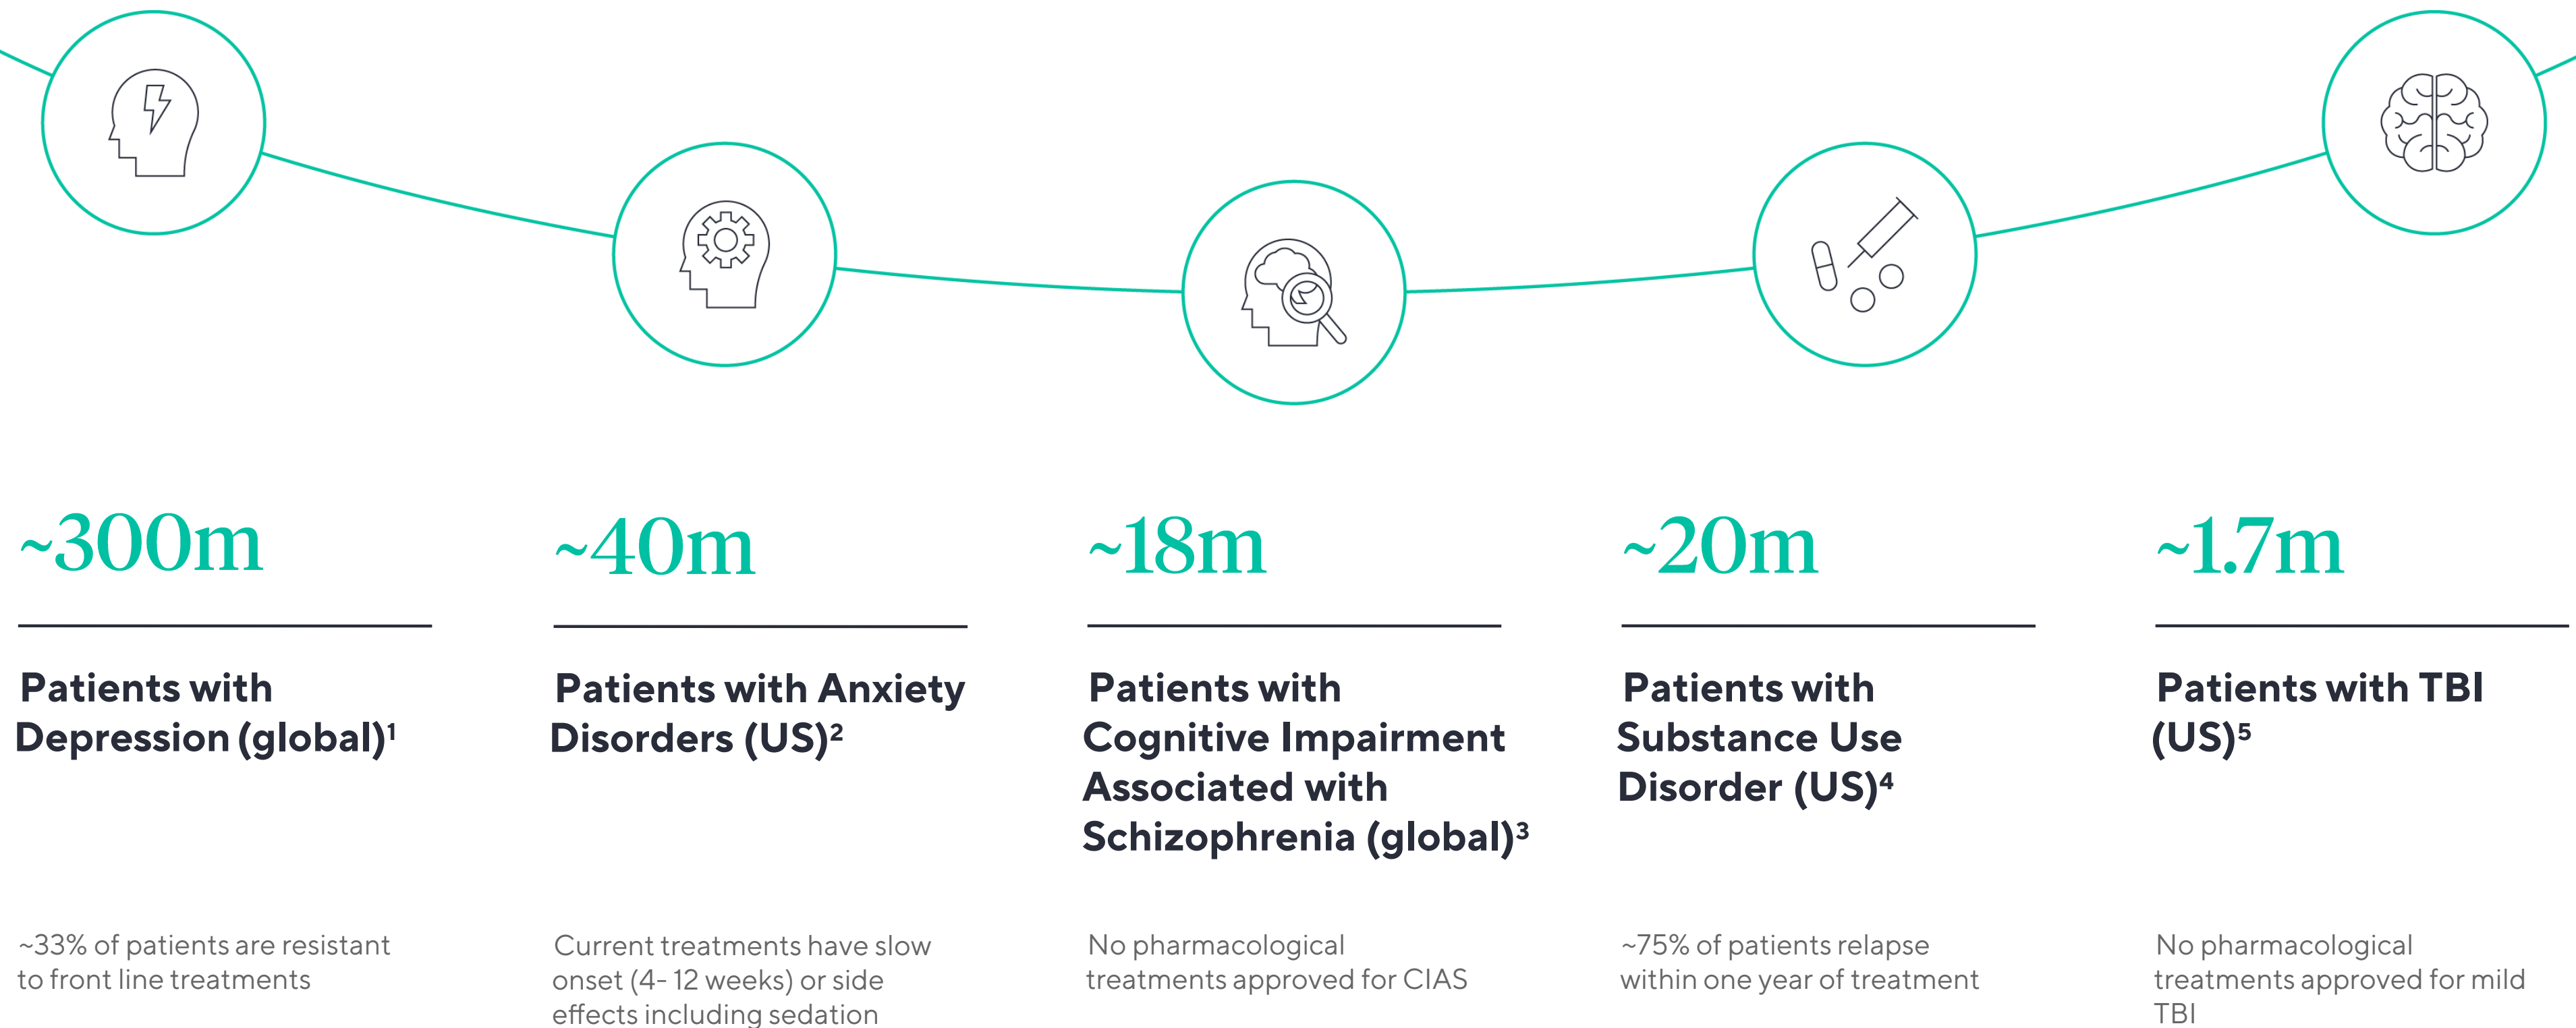 ~300m
Patients with
Depression (global)¹
~33% of patients are resistant
to front line treatments
~40m
Patients with Anxiety
Disorders (US)²
Current treatments have slow
onset (4- 12 weeks) or side
effects including sedation
~18m
Patients with
Cognitive Impairment
Associated with
Schizophrenia (global)³
No pharmacological
treatments approved for CIAS
~20m
Patients with
Substance Use
Disorder (US)⁴
~75% of patients relapse
within one year of treatment
~1.7m
Patients with TBI
(US)⁵
No pharmacological
treatments approved for mild
TBI